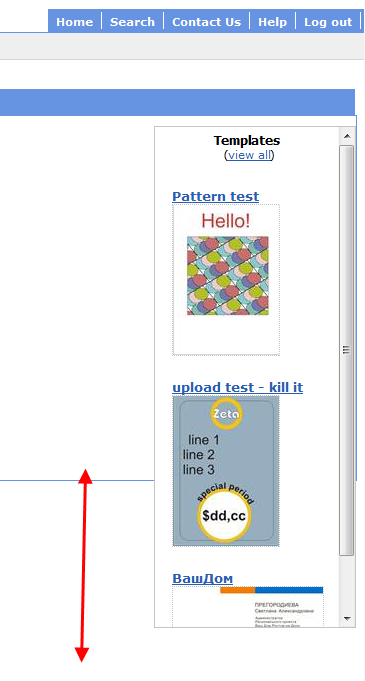 Home Search Contact Us Help Log out
Templates
(view all)
Pattern test
Hello!
upload test - kill it
Zeta
line 1
line 2
line 3
special period
$dd,cc
ВашДом
ПРЕГОРОДИЕВА
Светлана Александровна
Администратор